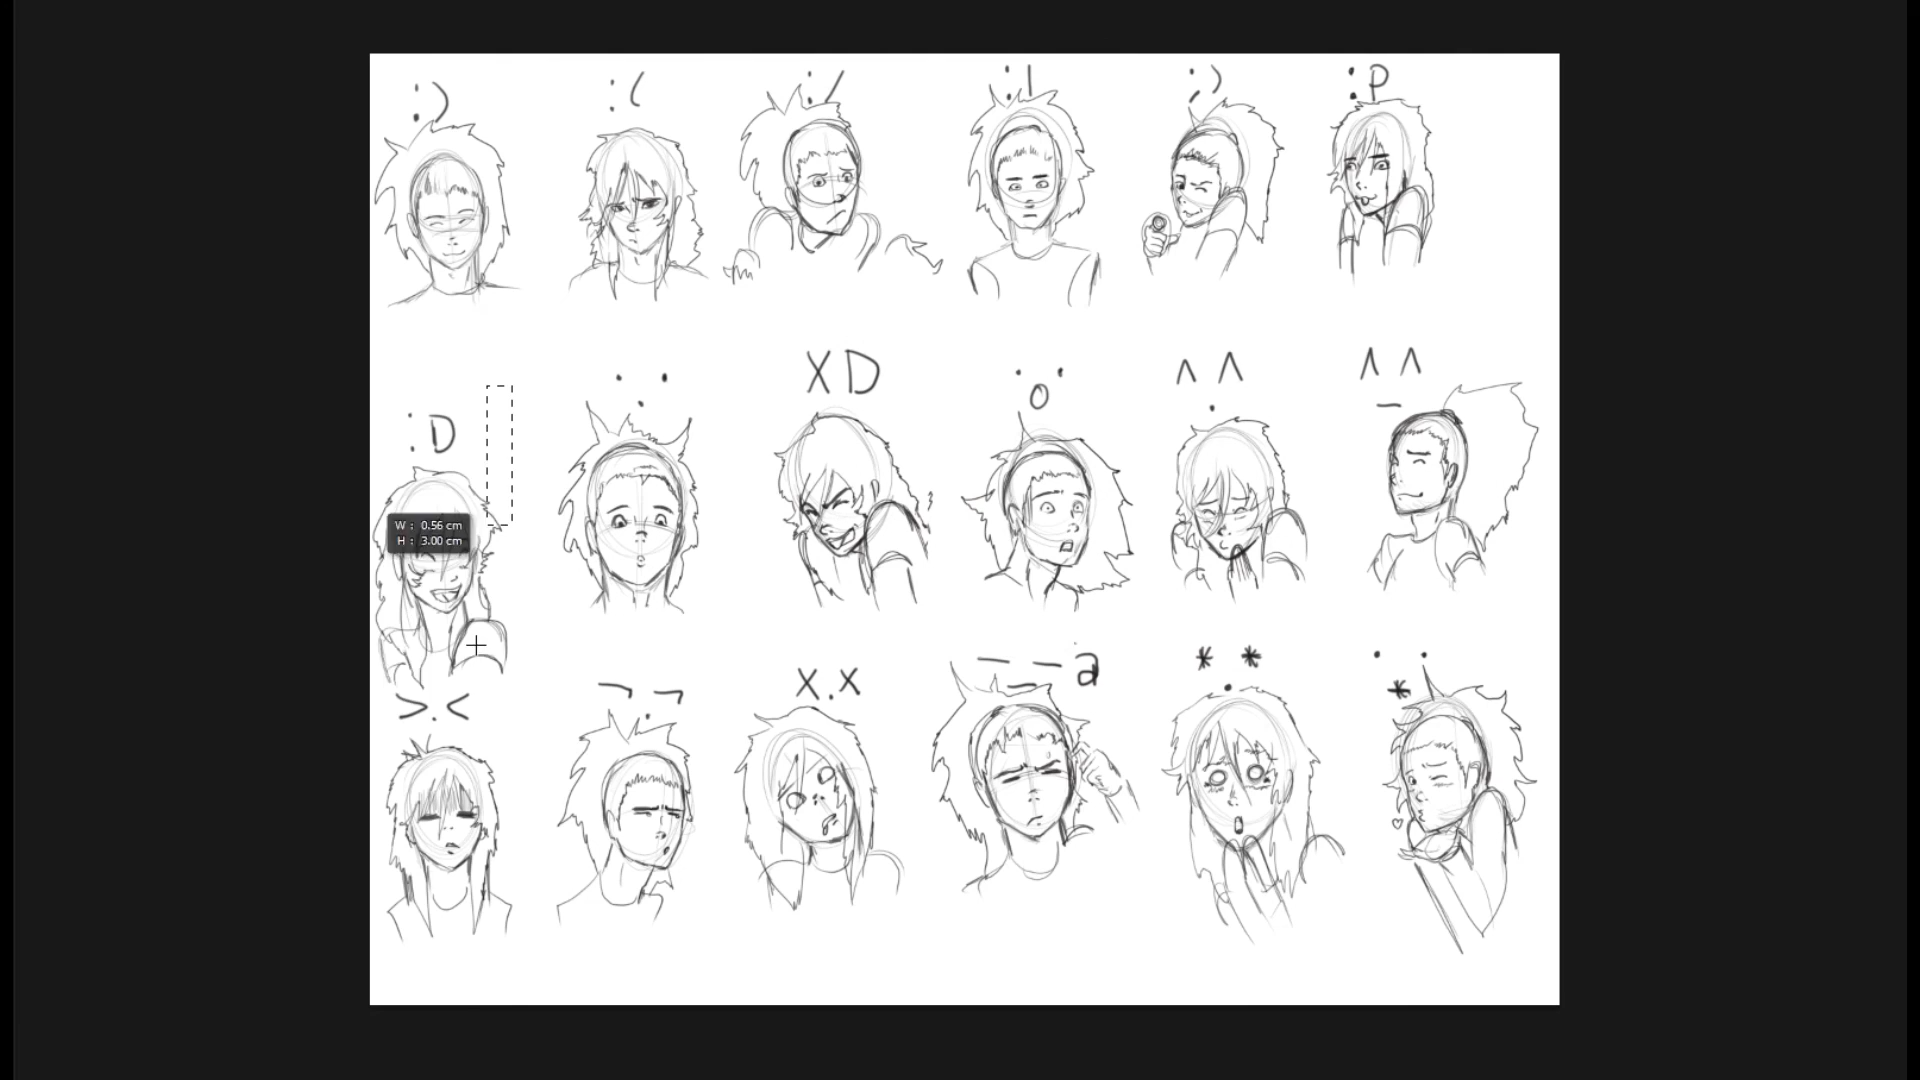 :) :( :/ :| ;) :P
:D . . . XD . o . ^ . ^ ^ _ ^
W : 0.56 cm
H : 3.00 cm
>.< ¬.¬ x.x —_—a *.* .*.